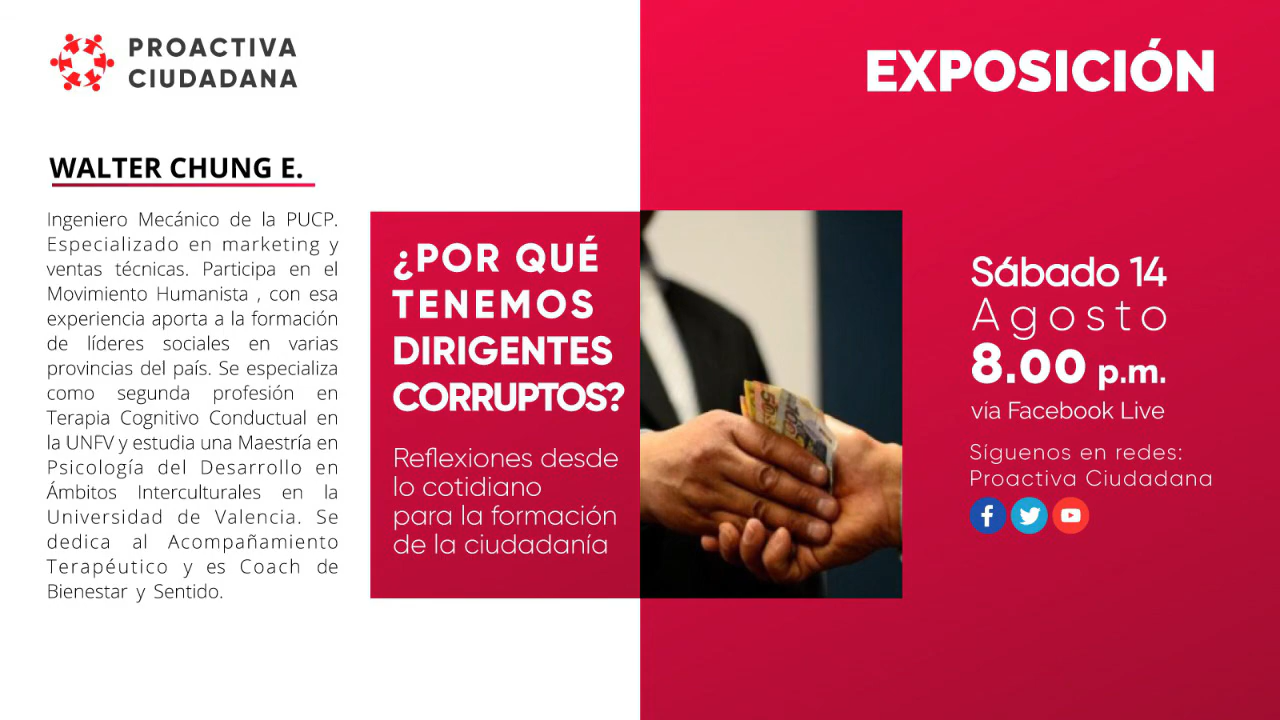 PROACTIVA
CIUDADANA
EXPOSICIÓN
WALTER CHUNG E.
Ingeniero Mecánico de la PUCP.
Especializado en marketing y
ventas técnicas. Participa en el
Movimiento Humanista , con esa
experiencia aporta a la formación
de líderes sociales en varias
provincias del país. Se especializa
como segunda profesión en
Terapia Cognitivo Conductual en
la UNFV y estudia una Maestría en
Psicología del Desarrollo en
Ámbitos Interculturales en la
Universidad de Valencia. Se
dedica al Acompañamiento
Terapéutico y es Coach de
Bienestar y Sentido.
¿POR QUÉ
TENEMOS
DIRIGENTES
CORRUPTOS?
Reflexiones desde
lo cotidiano
para la formación
de la ciudadanía
Sábado 14
Agosto
8.00 p.m.
vía Facebook Live
Síguenos en redes:
Proactiva Ciudadana